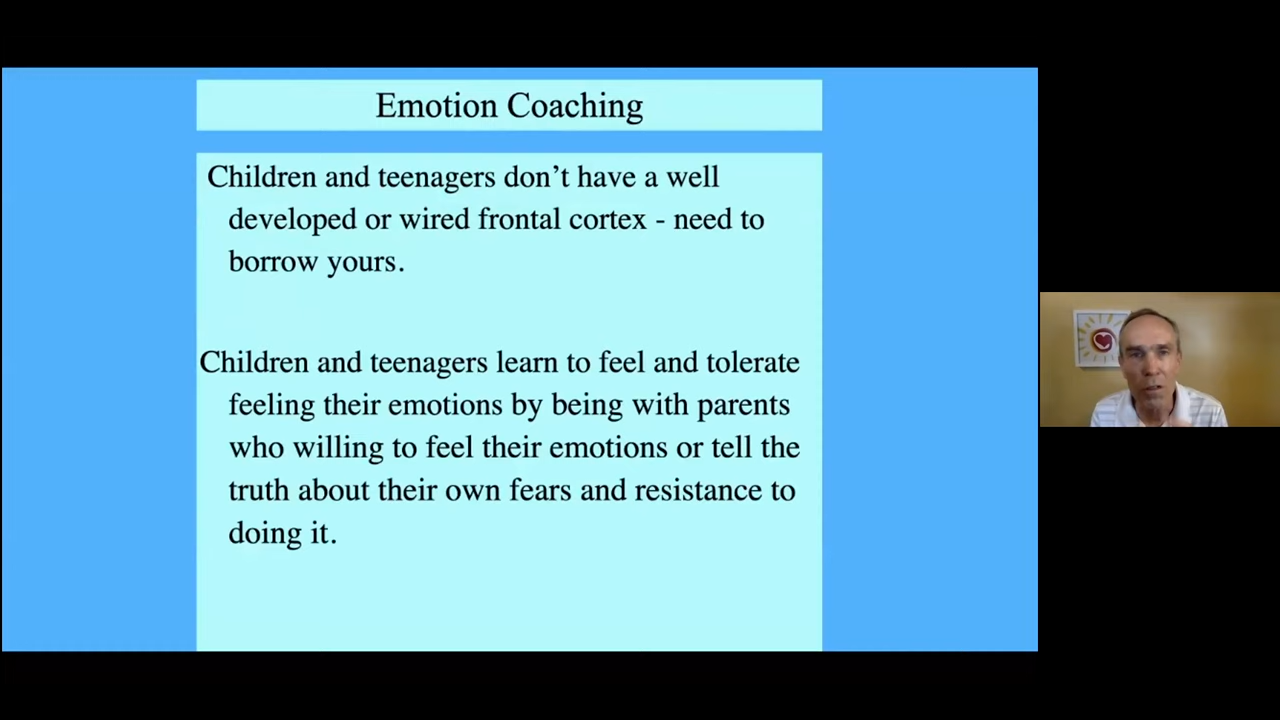 Emotion Coaching
Children and teenagers don’t have a well
developed or wired frontal cortex - need to
borrow yours.
Children and teenagers learn to feel and tolerate
feeling their emotions by being with parents
who willing to feel their emotions or tell the
truth about their own fears and resistance to
doing it.